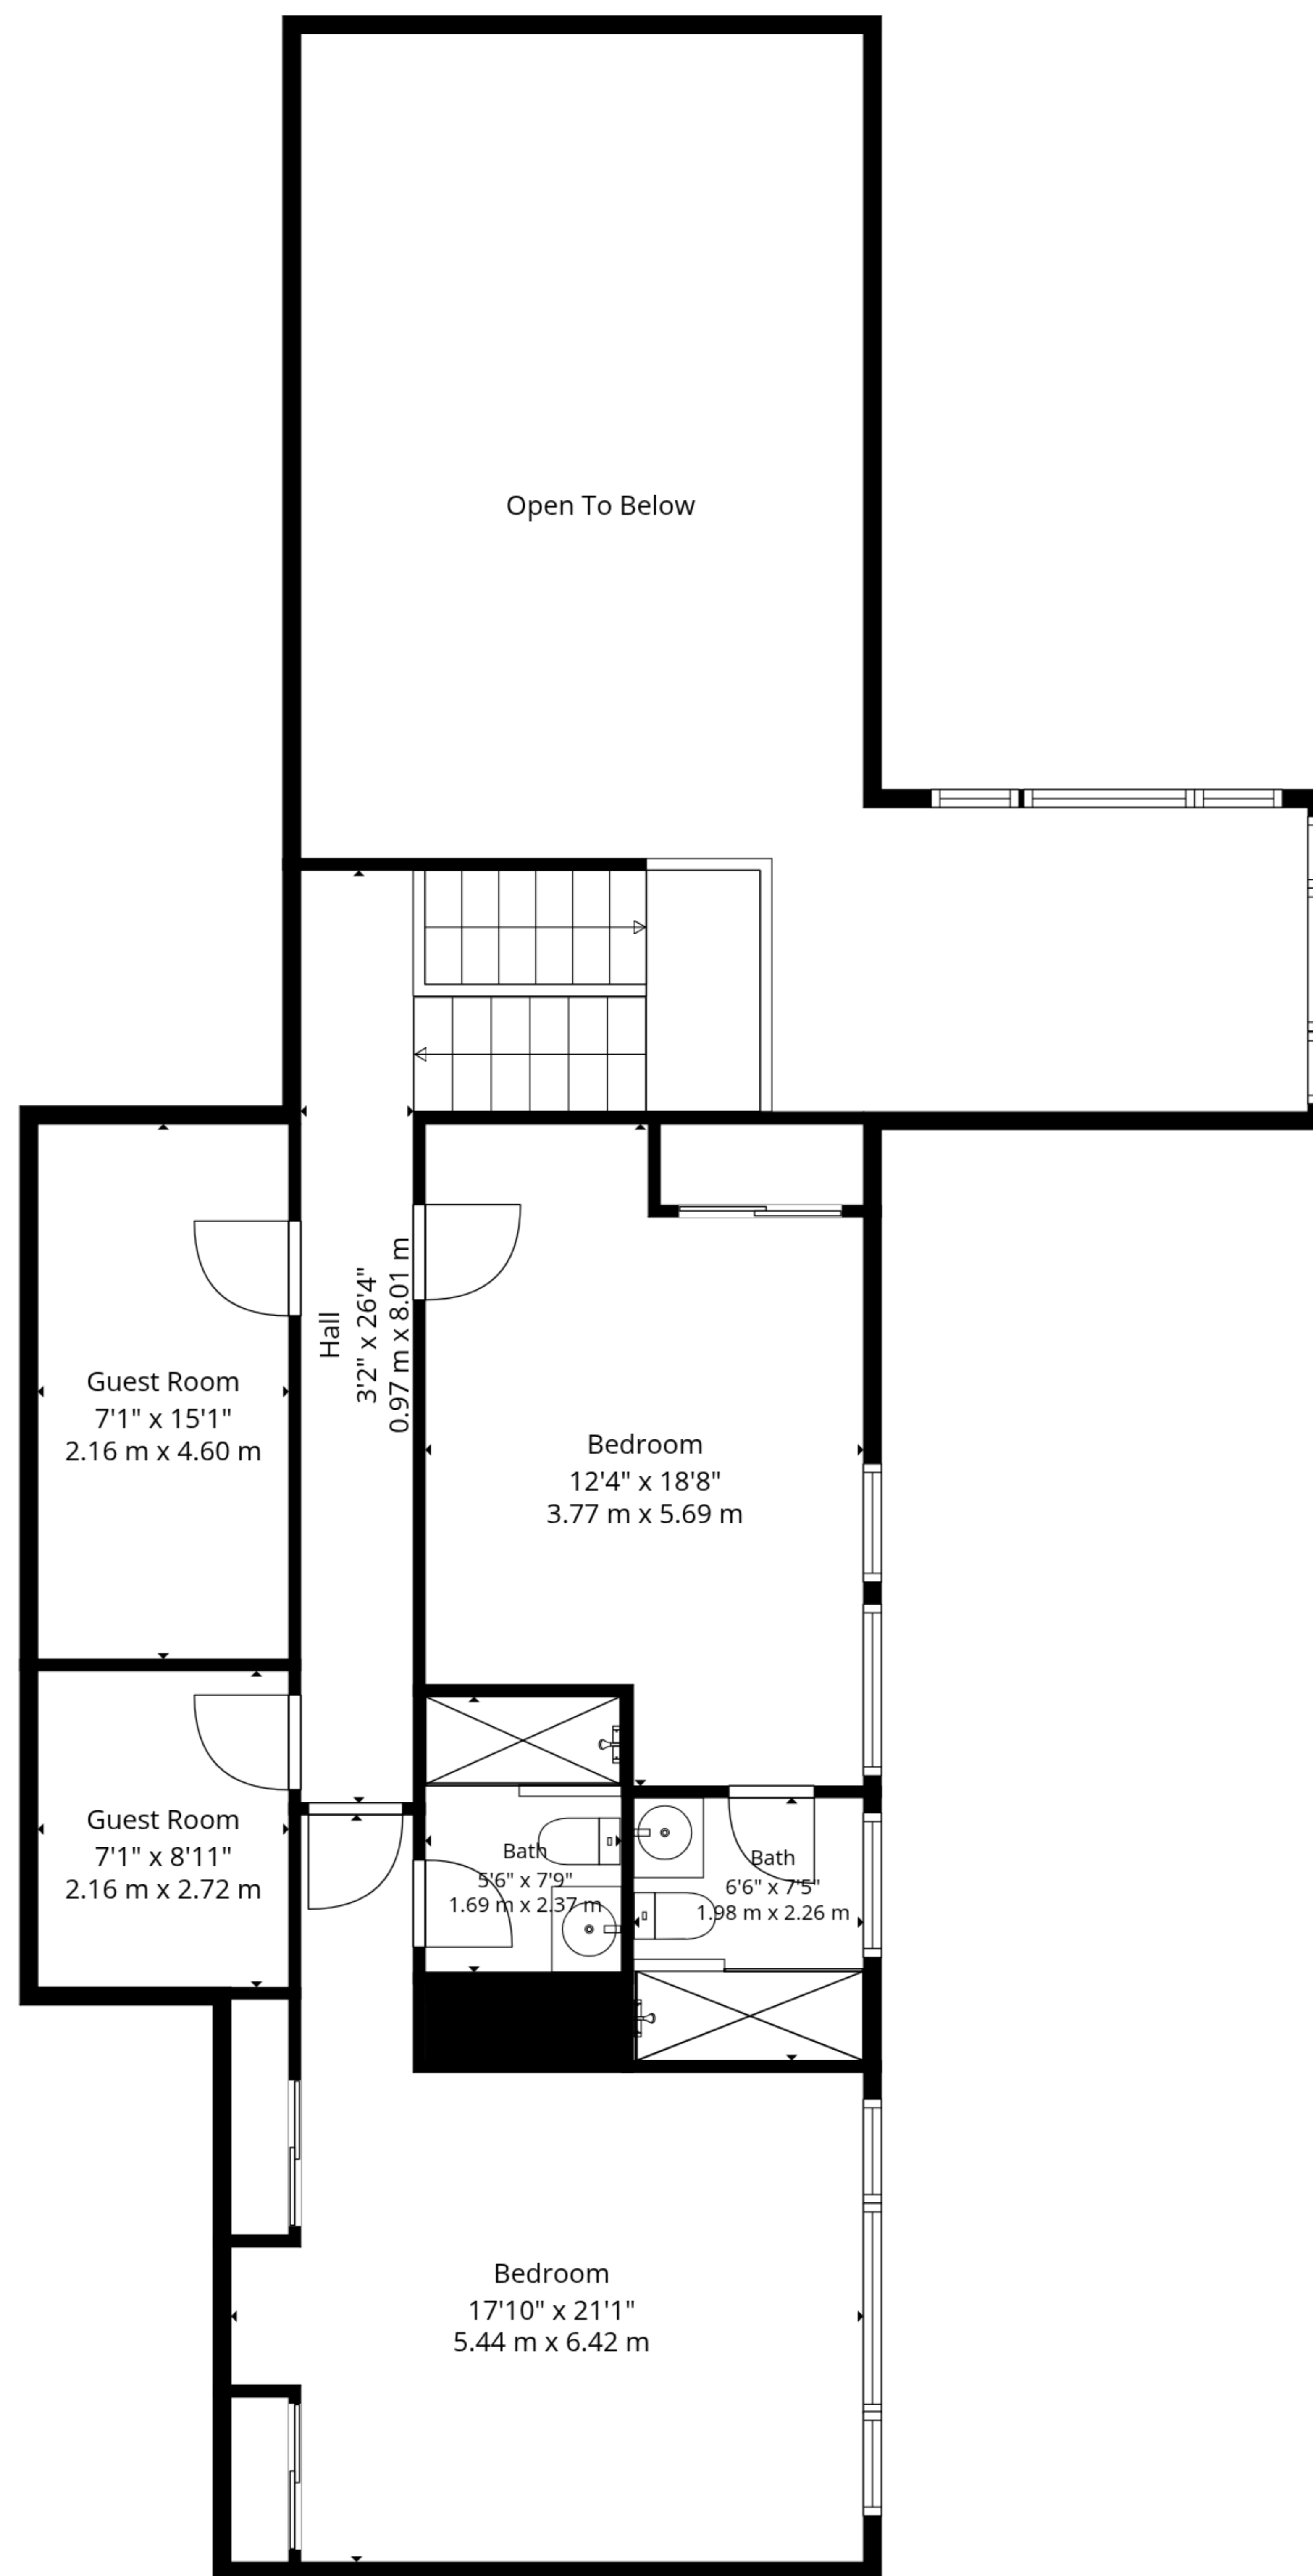 Open To Below
Hall
3'2" x 26'4"
0.97 m x 8.01 m
Guest Room
7'1" x 15'1"
2.16 m x 4.60 m
Bedroom
12'4" x 18'8"
3.77 m x 5.69 m
Guest Room
7'1" x 8'11"
2.16 m x 2.72 m
Bath
5'6" x 7'9"
1.69 m x 2.37 m
Bath
6'6" x 7'5"
1.98 m x 2.26 m
Bedroom
17'10" x 21'1"
5.44 m x 6.42 m